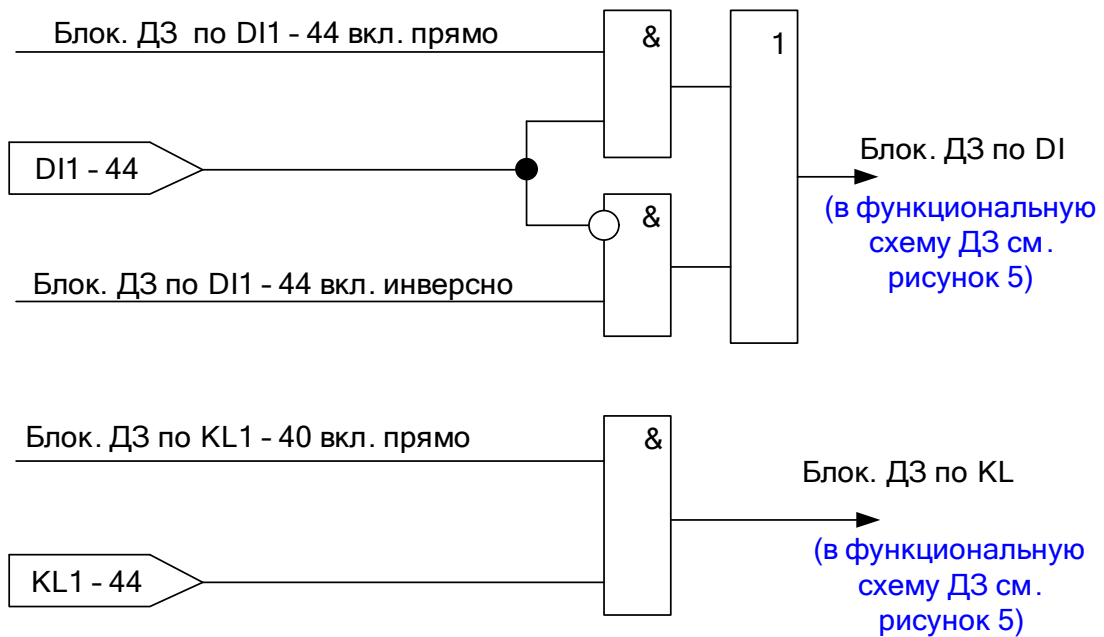 Блок. ДЗ по DI1 - 44 вкл. прямо
&
1
DI1 - 44
Блок. ДЗ по DI
(в функциональную
схему ДЗ см.
рисунок 5)
&
Блок. ДЗ по DI1 - 44 вкл. инверсно
Блок. ДЗ по KL1 - 40 вкл. прямо
&
Блок. ДЗ по KL
(в функциональную
схему ДЗ см.
рисунок 5)
KL1 - 44